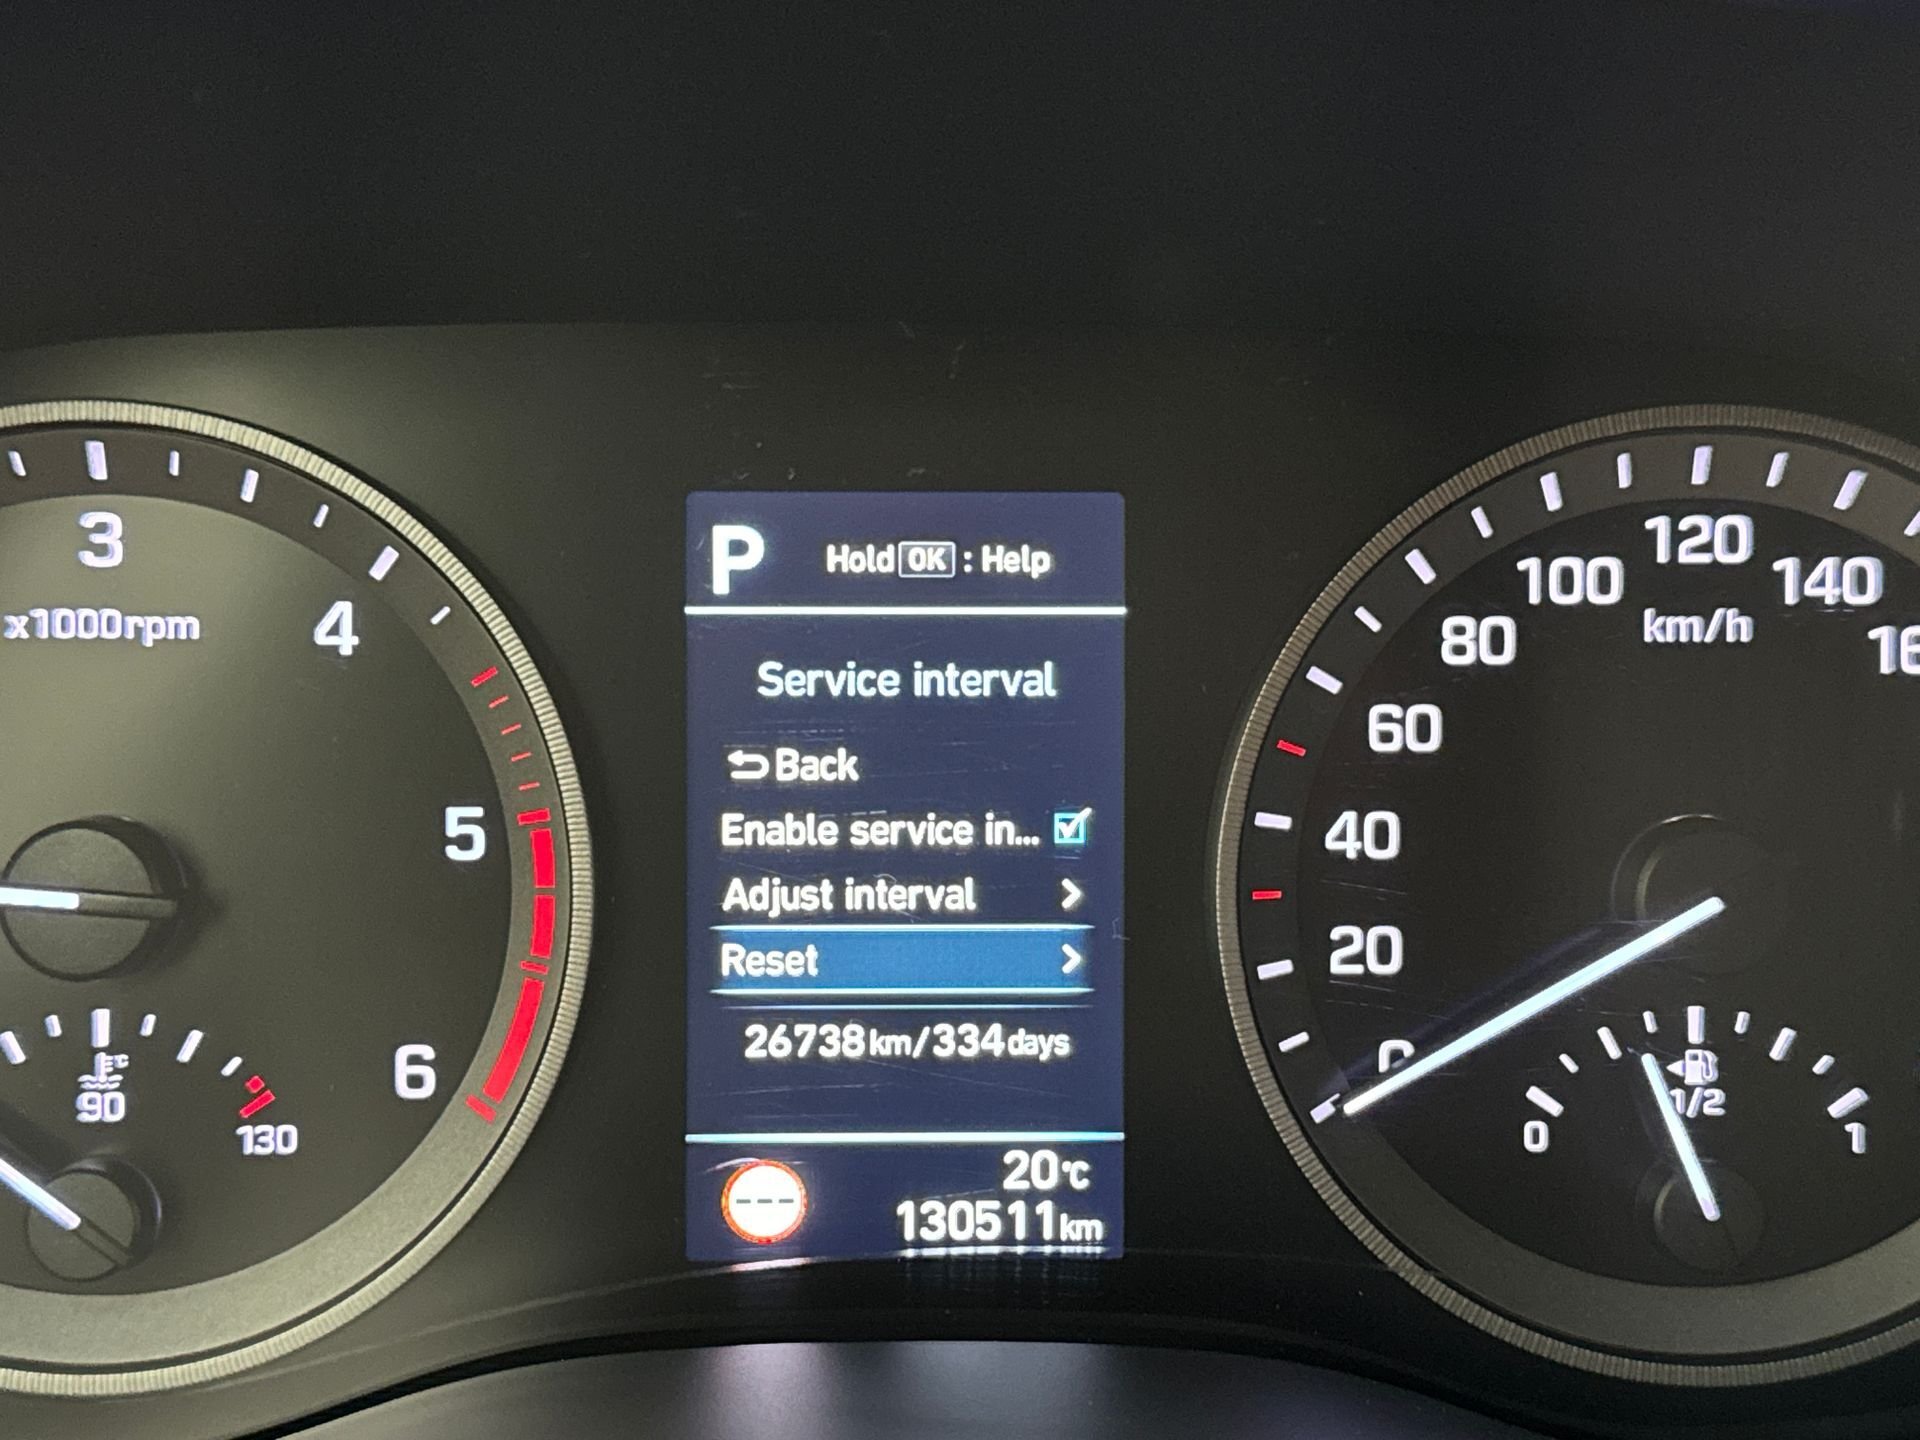 3
x1000rpm
4
5
6
90
130
P
Hold OK : Help
Service interval
Back
Enable service in...
Adjust interval
Reset
26738km/334days
20°C
130511km
120
100
140
km/h
80
60
40
20
0
1/2
1